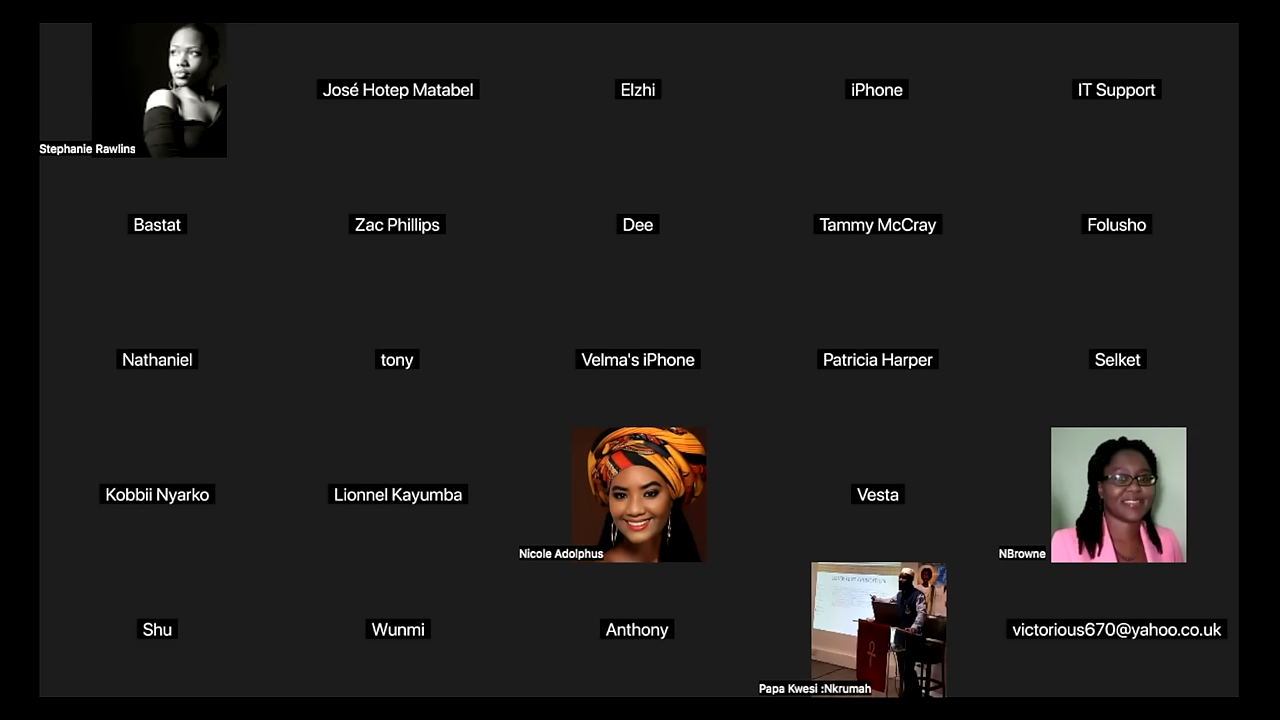 Stephanie Rawlins
José Hotep Matabel
Elzhi
iPhone
IT Support
Bastat
Zac Phillips
Dee
Tammy McCray
Folusho
Nathaniel
tony
Velma's iPhone
Patricia Harper
Selket
Kobbii Nyarko
Lionnel Kayumba
Nicole Adolphus
Vesta
NBrowne
Shu
Wunmi
Anthony
Papa Kwesi :Nkrumah
victorious670@yahoo.co.uk